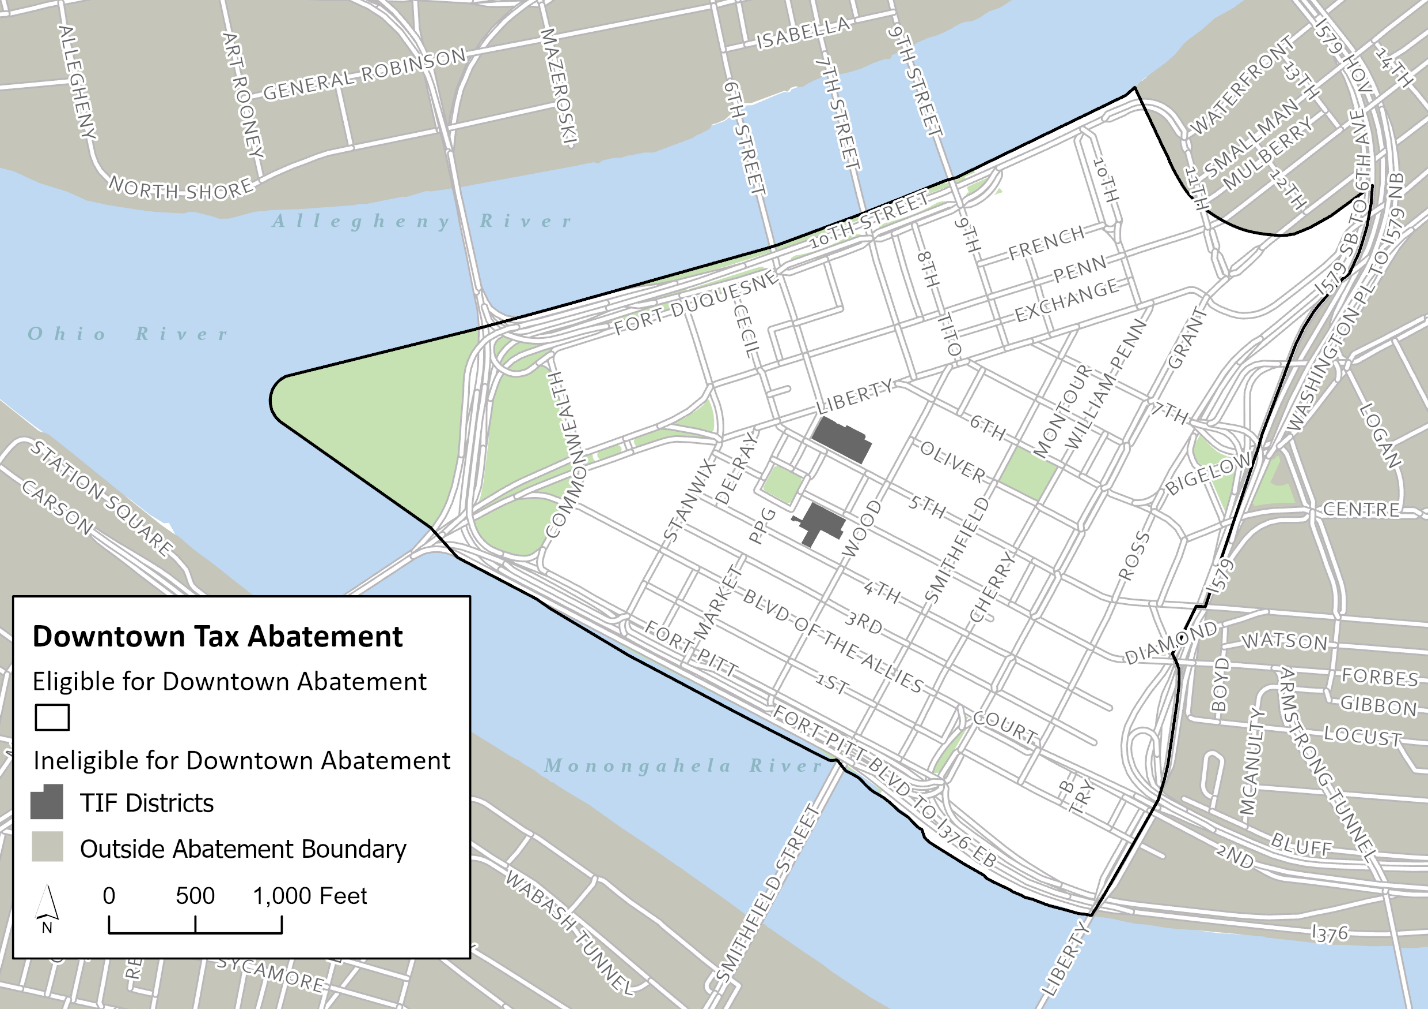 ALLEGHENY
ART ROONEY
GENERAL ROBINSON
MAZEROSKI
ISABELLA
6TH STREET
7TH STREET
9TH STREET
NORTH SHORE
Allegheny River
Ohio River
I579 HOV
14TH
WATERFRONT
13TH
SMALLMAN
MULBERRY
12TH
11TH
10TH
I579 SB TO 6TH AVE
WASHINGTON PL TO I579 NB
10TH STREET
FORT DUQUESNE
9TH
8TH
FRENCH
PENN
EXCHANGE
CECIL
TITO
LIBERTY
COMMONWEALTH
STANWIX
DELRAY
PPG
MARKET
WOOD
OLIVER
6TH
5TH
MONTOUR
WILLIAM PENN
GRANT
7TH
BIGELOW
LOGAN
CENTRE
SMITHFIELD
CHERRY
ROSS
I579
4TH
3RD
BLVD OF THE ALLIES
1ST
FORT PITT
FORT PITT BLVD TO I376 EB
COURT
B TRY
DIAMOND
WATSON
BOYD
FORBES
GIBBON
LOCUST
ARMSTRONG TUNNEL
MCANULTY
BLUFF
2ND
I376
LIBERTY
SMITHFIELD STREET
Monongahela River
STATION SQUARE
CARSON
WABASH TUNNEL
SYCAMORE
Downtown Tax Abatement
Eligible for Downtown Abatement
Ineligible for Downtown Abatement
TIF Districts
Outside Abatement Boundary
0 500 1,000 Feet
N